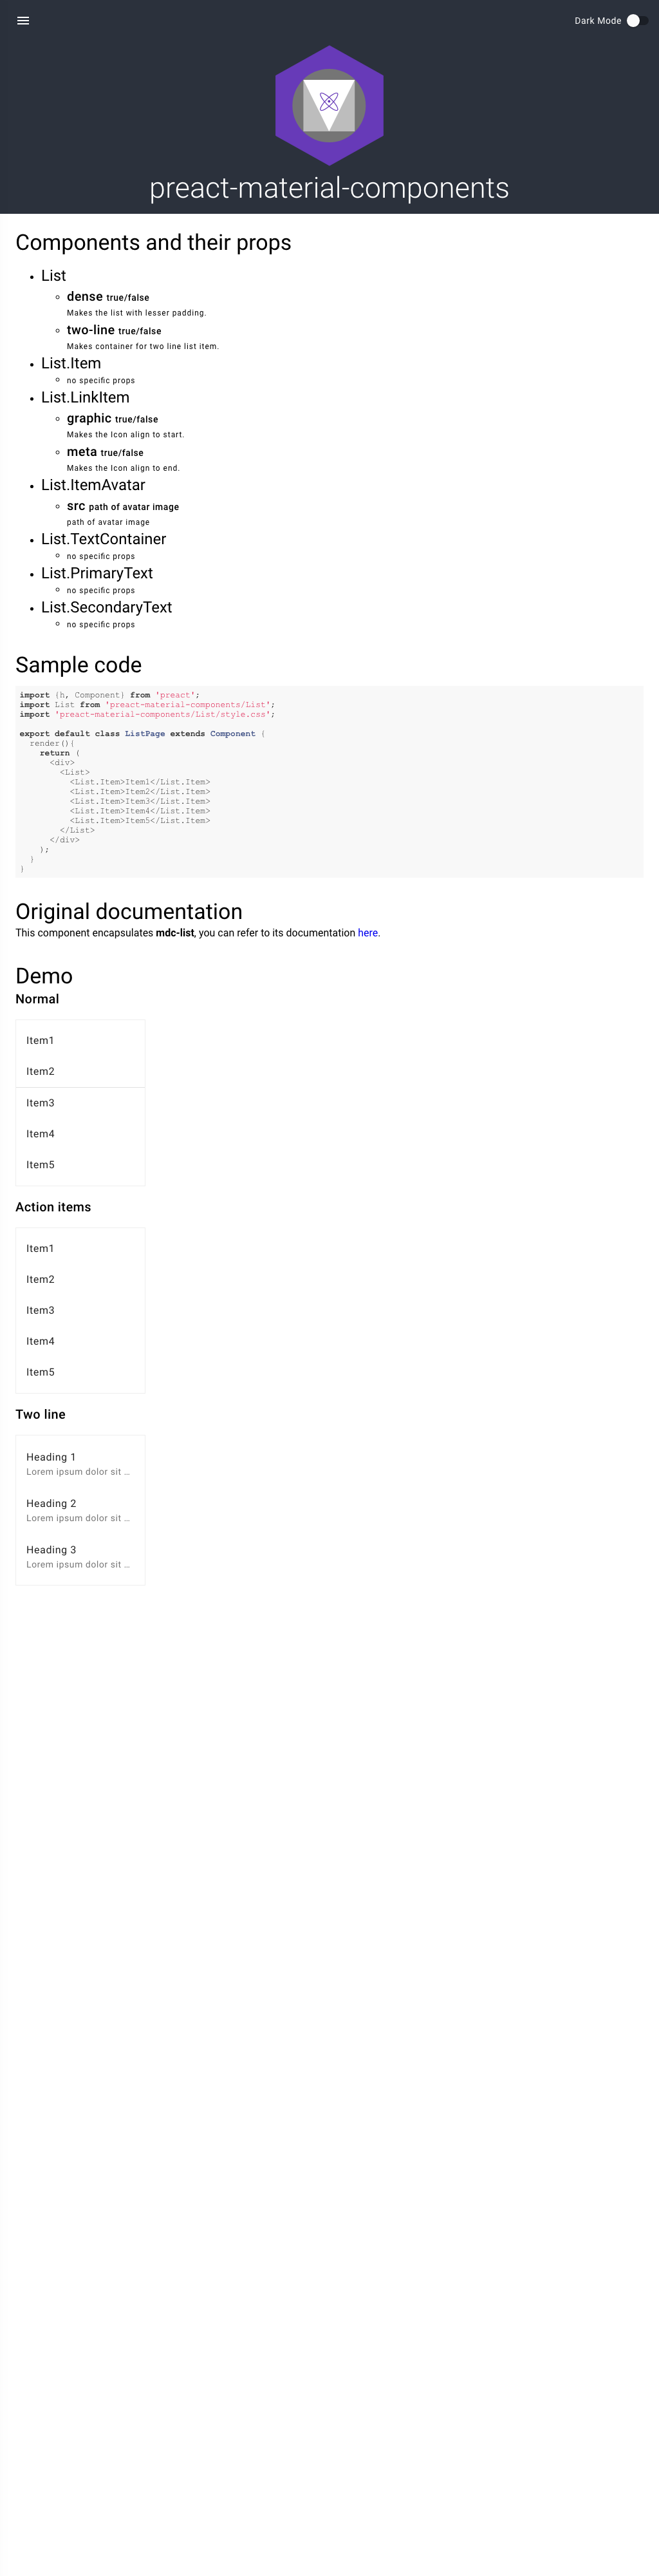 Dark Mode
preact-material-components
Components and their props
List
dense true/false
Makes the list with lesser padding.
two-line true/false
Makes container for two line list item.
List.Item
no specific props
List.LinkItem
graphic true/false
Makes the Icon align to start.
meta true/false
Makes the Icon align to end.
List.ItemAvatar
src path of avatar image
path of avatar image
List.TextContainer
no specific props
List.PrimaryText
no specific props
List.SecondaryText
no specific props
Sample code
import {h, Component} from 'preact';
import List from 'preact-material-components/List';
import 'preact-material-components/List/style.css';
export default class ListPage extends Component {
render(){
return (
<div>
<List>
<List.Item>Item1</List.Item>
<List.Item>Item2</List.Item>
<List.Item>Item3</List.Item>
<List.Item>Item4</List.Item>
<List.Item>Item5</List.Item>
</List>
</div>
);
}
}
Original documentation
This component encapsulates mdc-list, you can refer to its documentation here.
Demo
Normal
Item1
Item2
Item3
Item4
Item5
Action items
Item1
Item2
Item3
Item4
Item5
Two line
Heading 1
Lorem ipsum dolor sit …
Heading 2
Lorem ipsum dolor sit …
Heading 3
Lorem ipsum dolor sit …